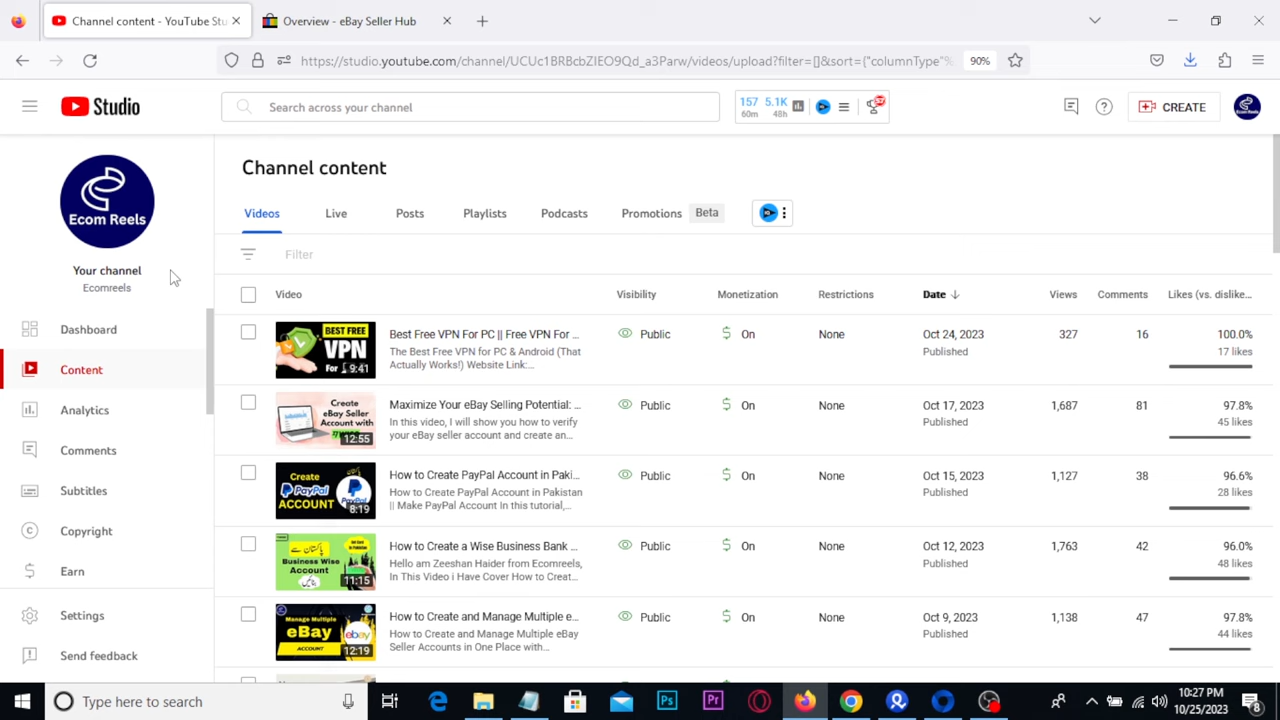 Channel content - YouTube Stu
Overview - eBay Seller Hub
https://studio.youtube.com/channel/UCUc1BRBcbZIEO9Qd_a3Parw/videos/upload?filter=[]&sort={"columnType"%
90%
Studio
Search across your channel
157 5.1K
60m 48h
CREATE
Ecom Reels
Your channel
Ecomreels
Dashboard
Content
Analytics
Comments
Subtitles
Copyright
Earn
Settings
Send feedback
Channel content
Videos Live Posts Playlists Podcasts Promotions Beta
Filter
Video Visibility Monetization Restrictions Date Views Comments Likes (vs. dislike...
BEST FREE
VPN
For
9:41
Best Free VPN For PC || Free VPN For ...
The Best Free VPN for PC & Android (That
Actually Works!) Website Link:...
Public On None Oct 24, 2023 327 16 100.0%
Published 17 likes
Create
eBay Seller
Account with
12:55
Maximize Your eBay Selling Potential: ...
In this video, I will show you how to verify
your eBay seller account and create an...
Public On None Oct 17, 2023 1,687 81 97.8%
Published 45 likes
Create
PayPal
ACCOUNT
PayPal
8:19
How to Create PayPal Account in Paki...
How to Create PayPal Account in Pakistan
|| Make PayPal Account In this tutorial,...
Public On None Oct 15, 2023 1,127 38 96.6%
Published 28 likes
پاکستان سے
Business Wise
Account
بنائیں
11:15
How to Create a Wise Business Bank ...
Hello am Zeeshan Haider from Ecomreels,
In This Video i Have Cover How to Creat...
Public On None Oct 12, 2023 1,763 42 96.0%
Published 48 likes
Manage Multiple
eBay
ACCOUNT
ebay
12:19
How to Create and Manage Multiple e...
How to Create and Manage Multiple eBay
Seller Accounts in One Place with...
Public On None Oct 9, 2023 1,138 47 97.8%
Published 44 likes
Type here to search
Ps
Pr
10:27 PM
10/25/2023
8